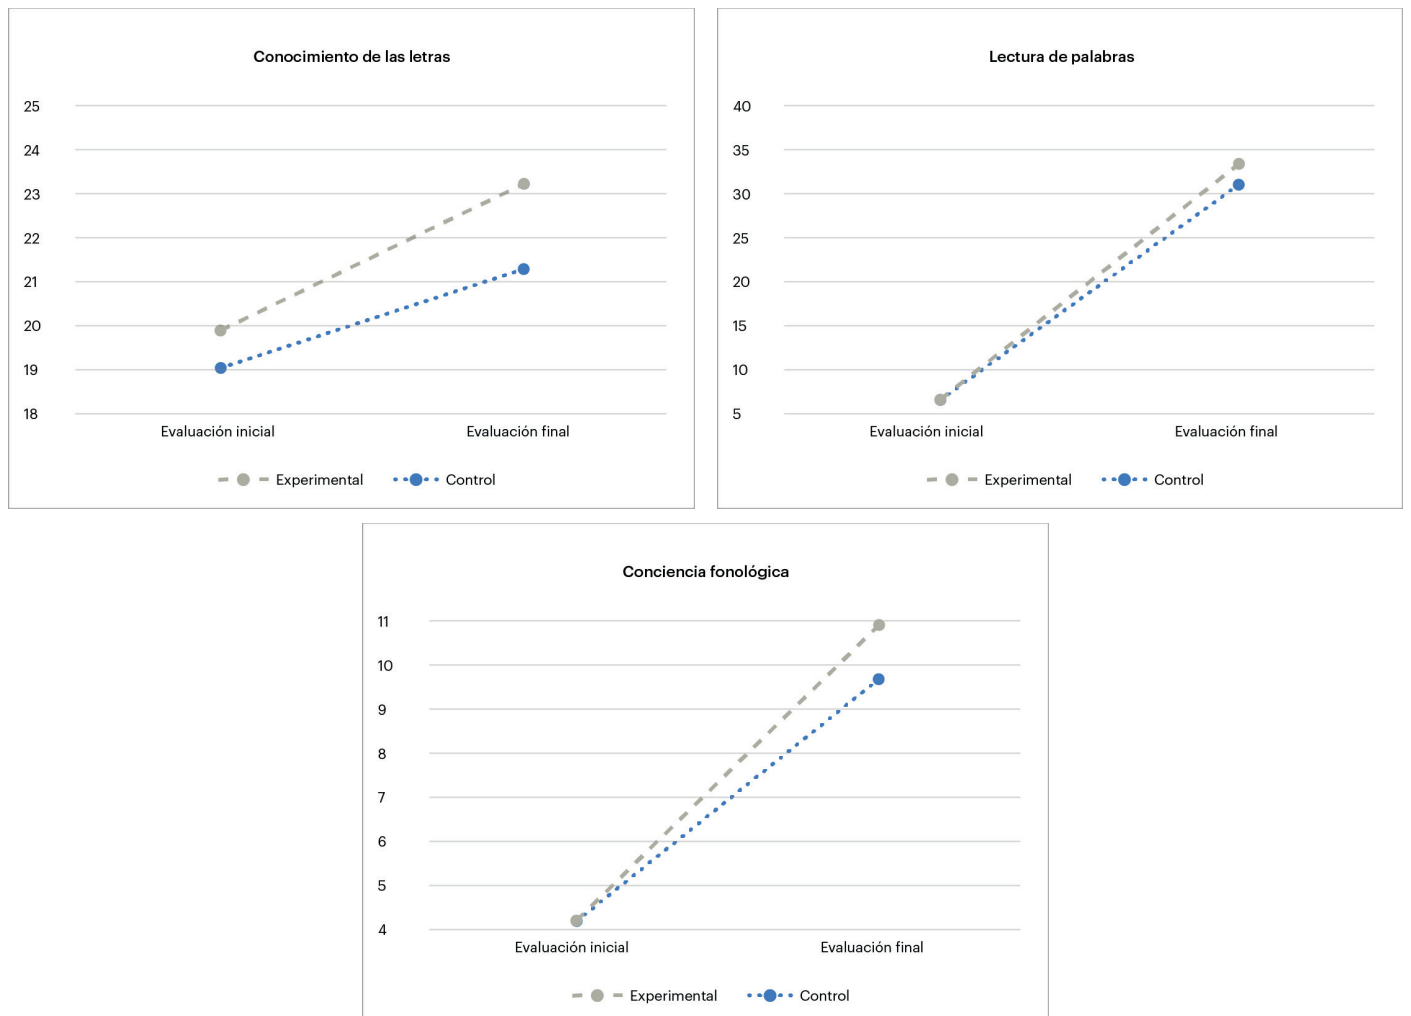 Conocimiento de las letras
25
24
23
22
21
20
19
18
Evaluación inicial Evaluación final
Experimental Control
Lectura de palabras
40
35
30
25
20
15
10
5
Evaluación inicial Evaluación final
Experimental Control
Conciencia fonológica
11
10
9
8
7
6
5
4
Evaluación inicial Evaluación final
Experimental Control